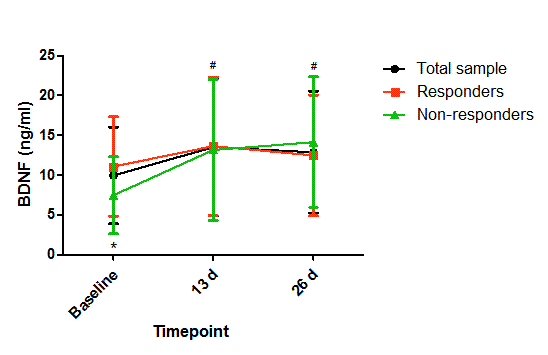 25
20
15
10
5
0
BDNF (ng/ml)
# #
*
Baseline
13 d
26 d
Timepoint
Total sample
Responders
Non-responders